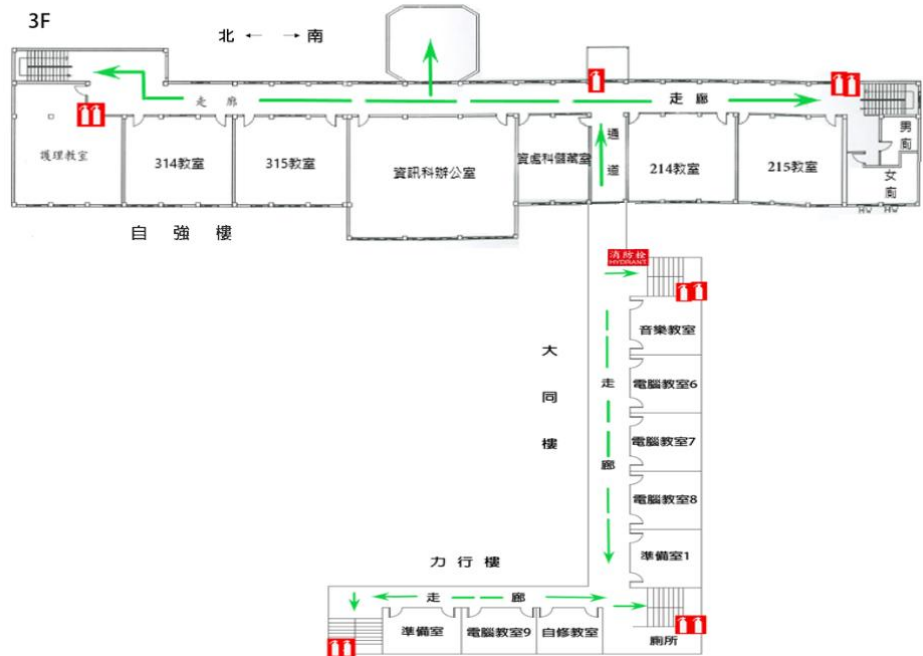 3F
北 ← → 南
走廊
走廊
護理教室
314教室
315教室
資訊科辦公室
資處科儲藏室
通道
214教室
215教室
男廁
女廁
自強樓
消防栓
HYDRANT
音樂教室
大同樓
走廊
電腦教室6
電腦教室7
電腦教室8
準備室1
力行樓
走廊
準備室
電腦教室9
自修教室
廁所